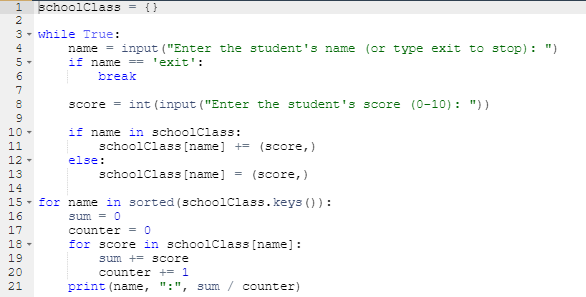 1 schoolClass = {}
2
3 while True:
4     name = input("Enter the student's name (or type exit to stop): ")
5     if name == 'exit':
6         break
7
8     score = int(input("Enter the student's score (0-10): "))
9
10     if name in schoolClass:
11         schoolClass[name] += (score,)
12     else:
13         schoolClass[name] = (score,)
14
15 for name in sorted(schoolClass.keys()):
16     sum = 0
17     counter = 0
18     for score in schoolClass[name]:
19         sum += score
20         counter += 1
21     print(name, ":", sum / counter)